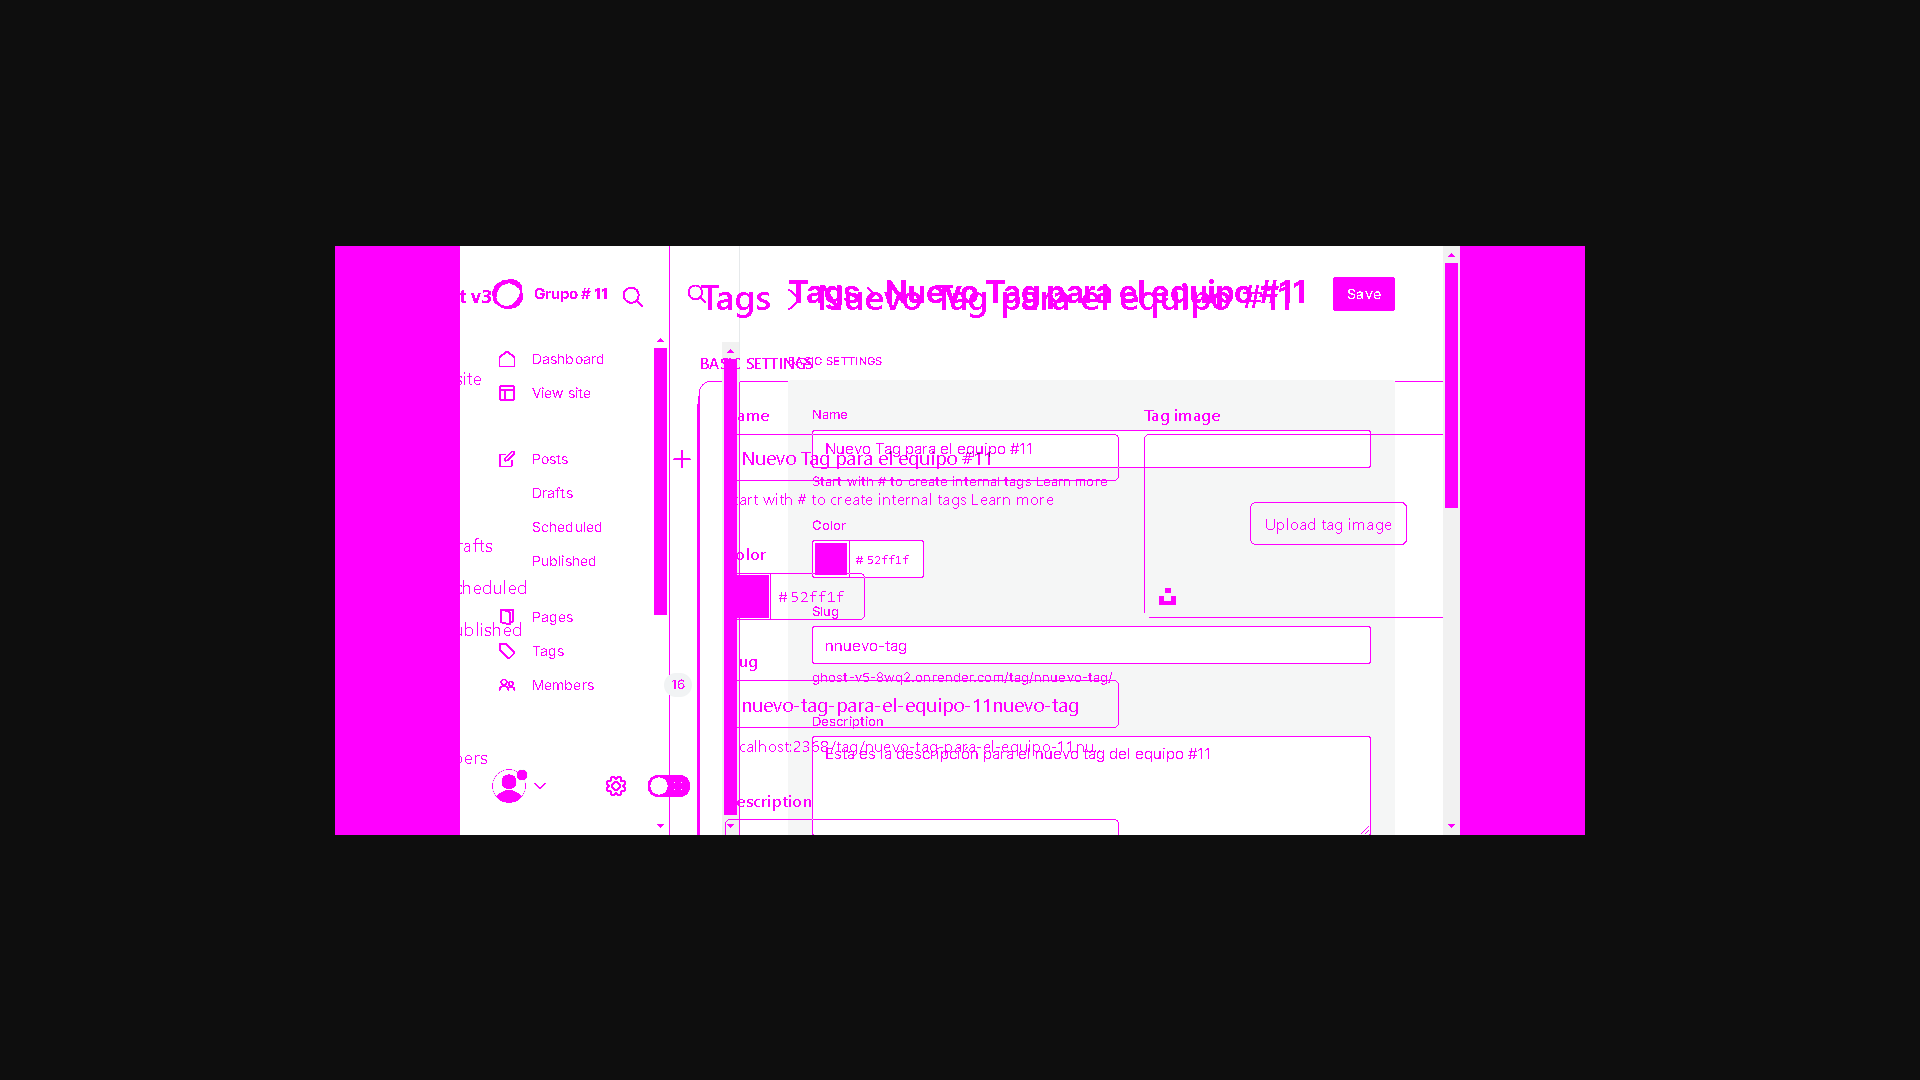 t v3
Grupo # 11
Tags
Nuevo Tag para el equipo #11
Tags
Nuevo Tag para el equipo #11
Save
BASIC SETTINGS
BASIC SETTINGS
Dashboard
site
View site
Posts
Drafts
Scheduled
rafts
Published
cheduled
Pages
ublished
Tags
Members
16
bers
ame
Name
Tag image
Nuevo Tag para el equipo #11
Nuevo Tag para el equipo #11
Start with # to create internal tags Learn more
art with # to create internal tags Learn more
Upload tag image
Color
olor
# 52ff1f
# 52ff1f
Slug
nnuevo-tag
ug
ghost-v5-8wq2.onrender.com/tag/nnuevo-tag/
nuevo-tag-para-el-equipo-11nuevo-tag
Description
calhost:2368/tag/nuevo-tag-para-el-equipo-11nu
Esta es la descripción para el nuevo tag del equipo #11
escription